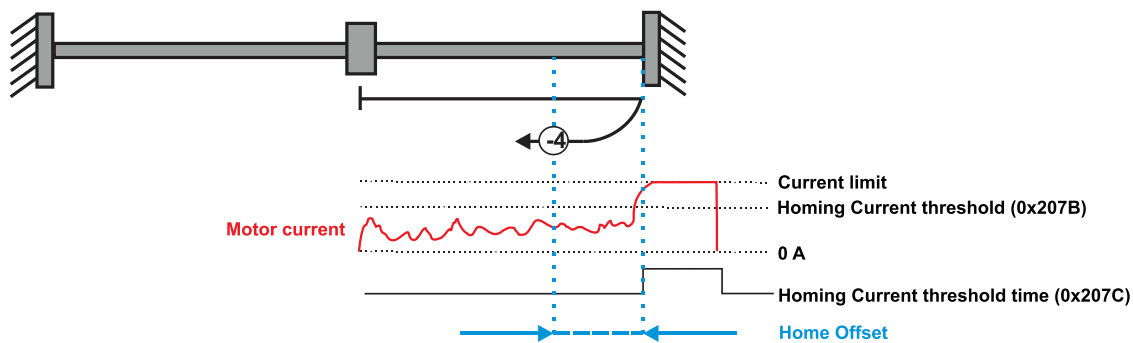 -4
Current limit
Homing Current threshold (0x207B)
Motor current
0 A
Homing Current threshold time (0x207C)
Home Offset